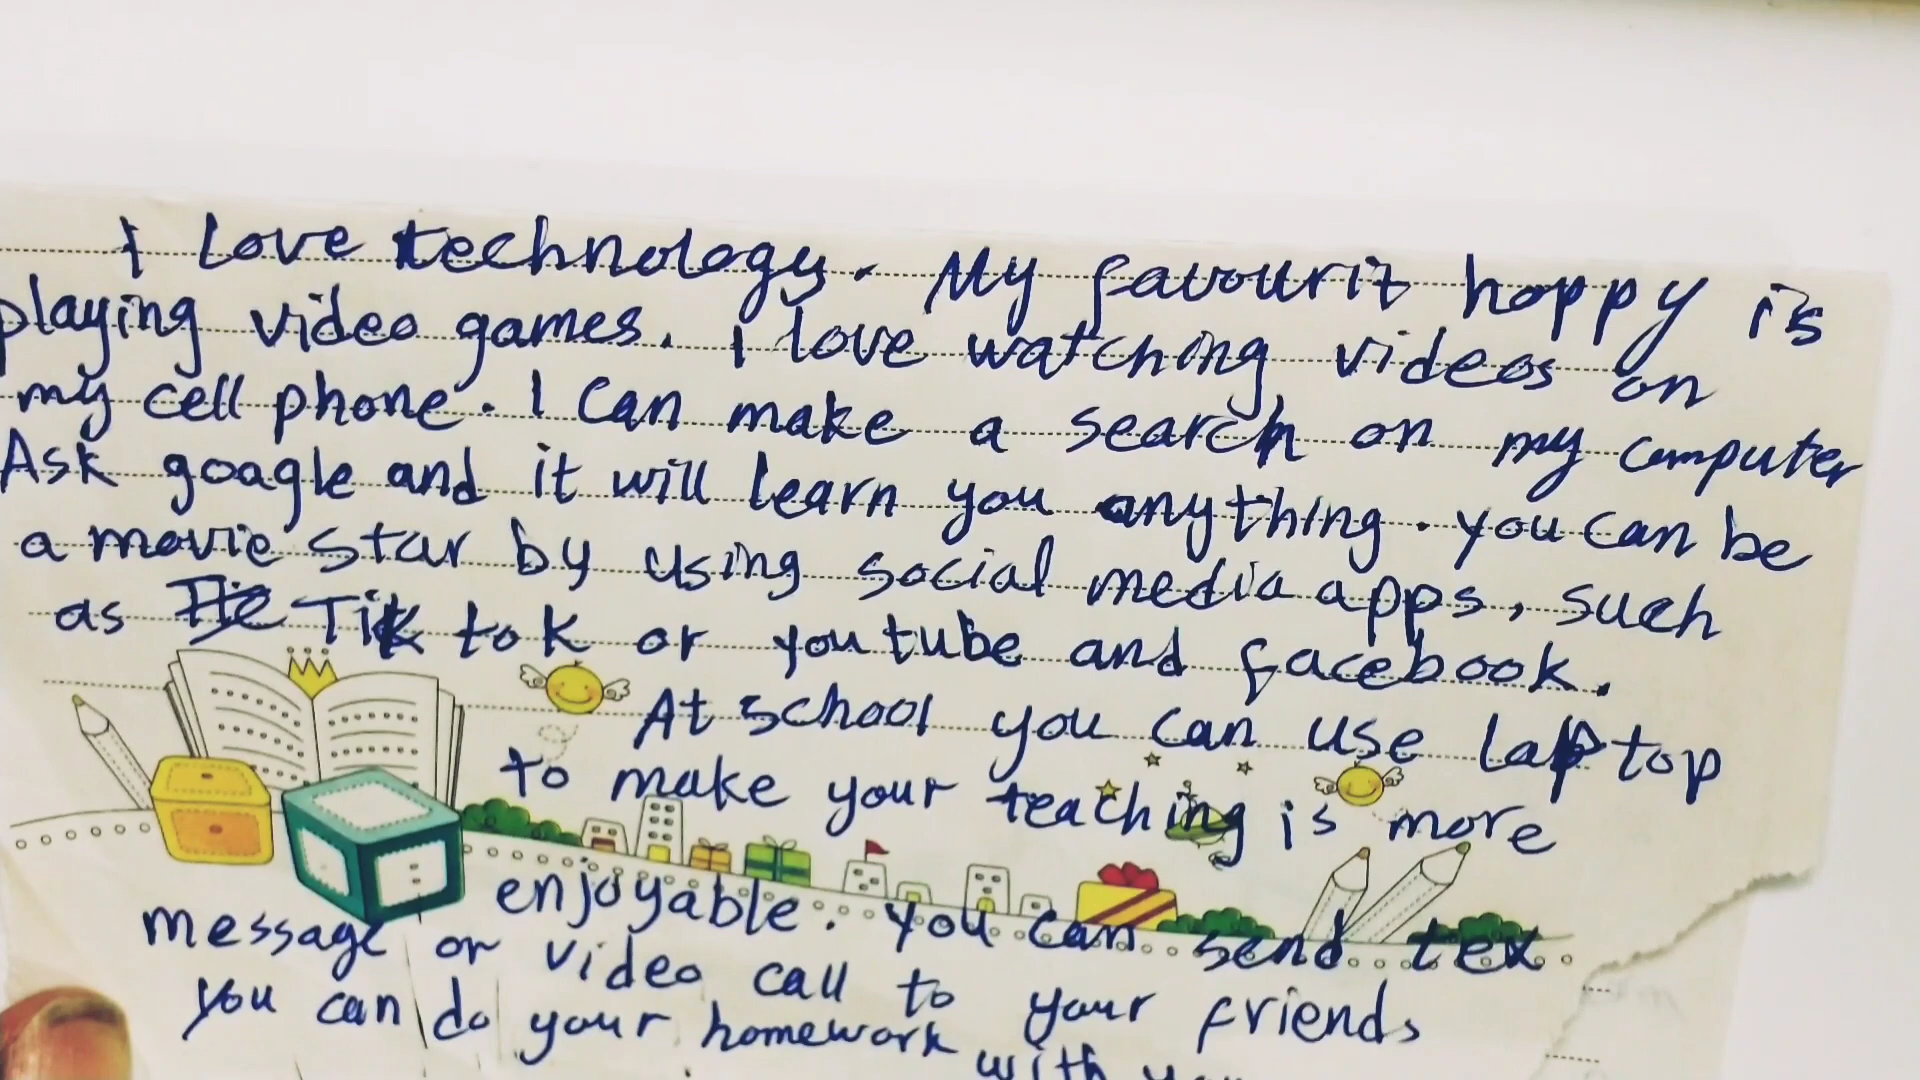 I Love technology. My favourit hoppy is
playing video games. I love watching videos on
my cell phone. I can make a search on my computer
Ask goagle and it will learn you anything. you can be
a movie star by using social media apps, such
as Tik tok or youtube and facebook.
At school you can use laptop
to make your teaching is more
enjoyable. you can send tex
message or video call to your friends
you can do your homework with